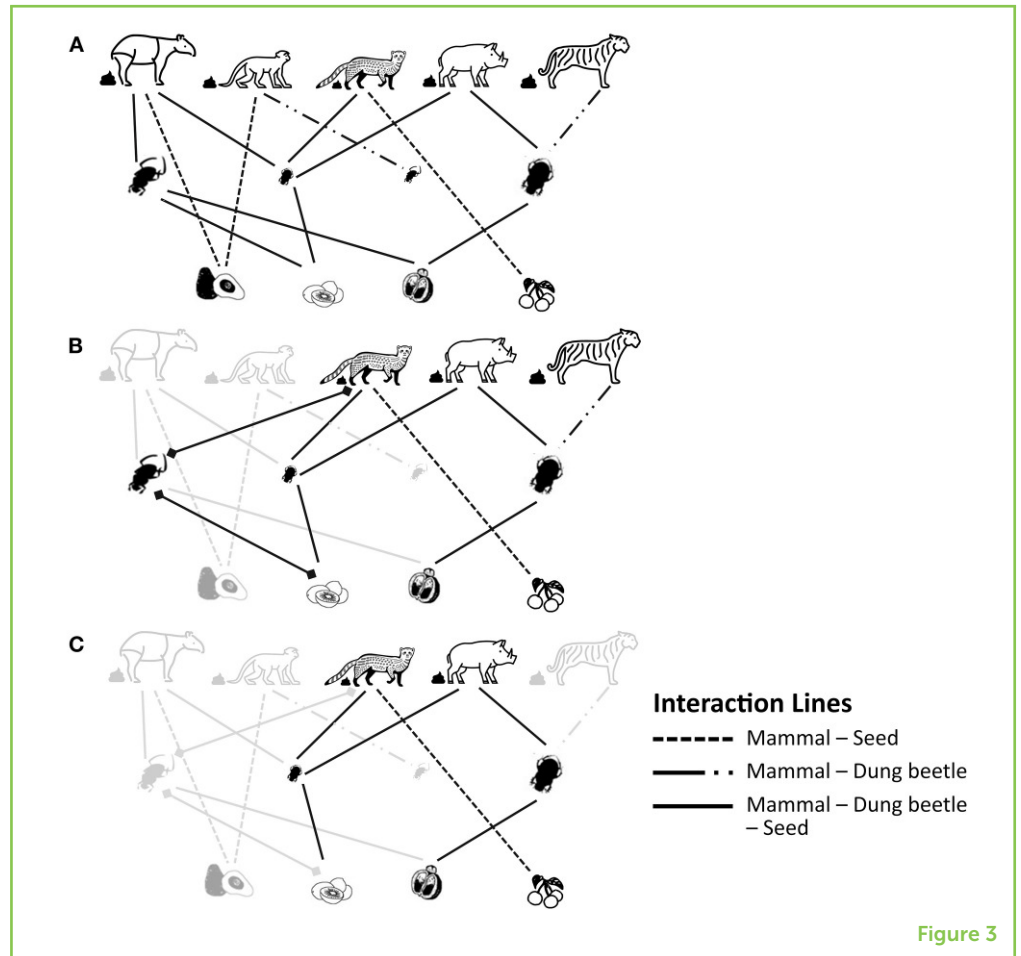 A
B
C
Interaction Lines
Mammal – Seed
Mammal – Dung beetle
Mammal – Dung beetle
– Seed
Figure 3